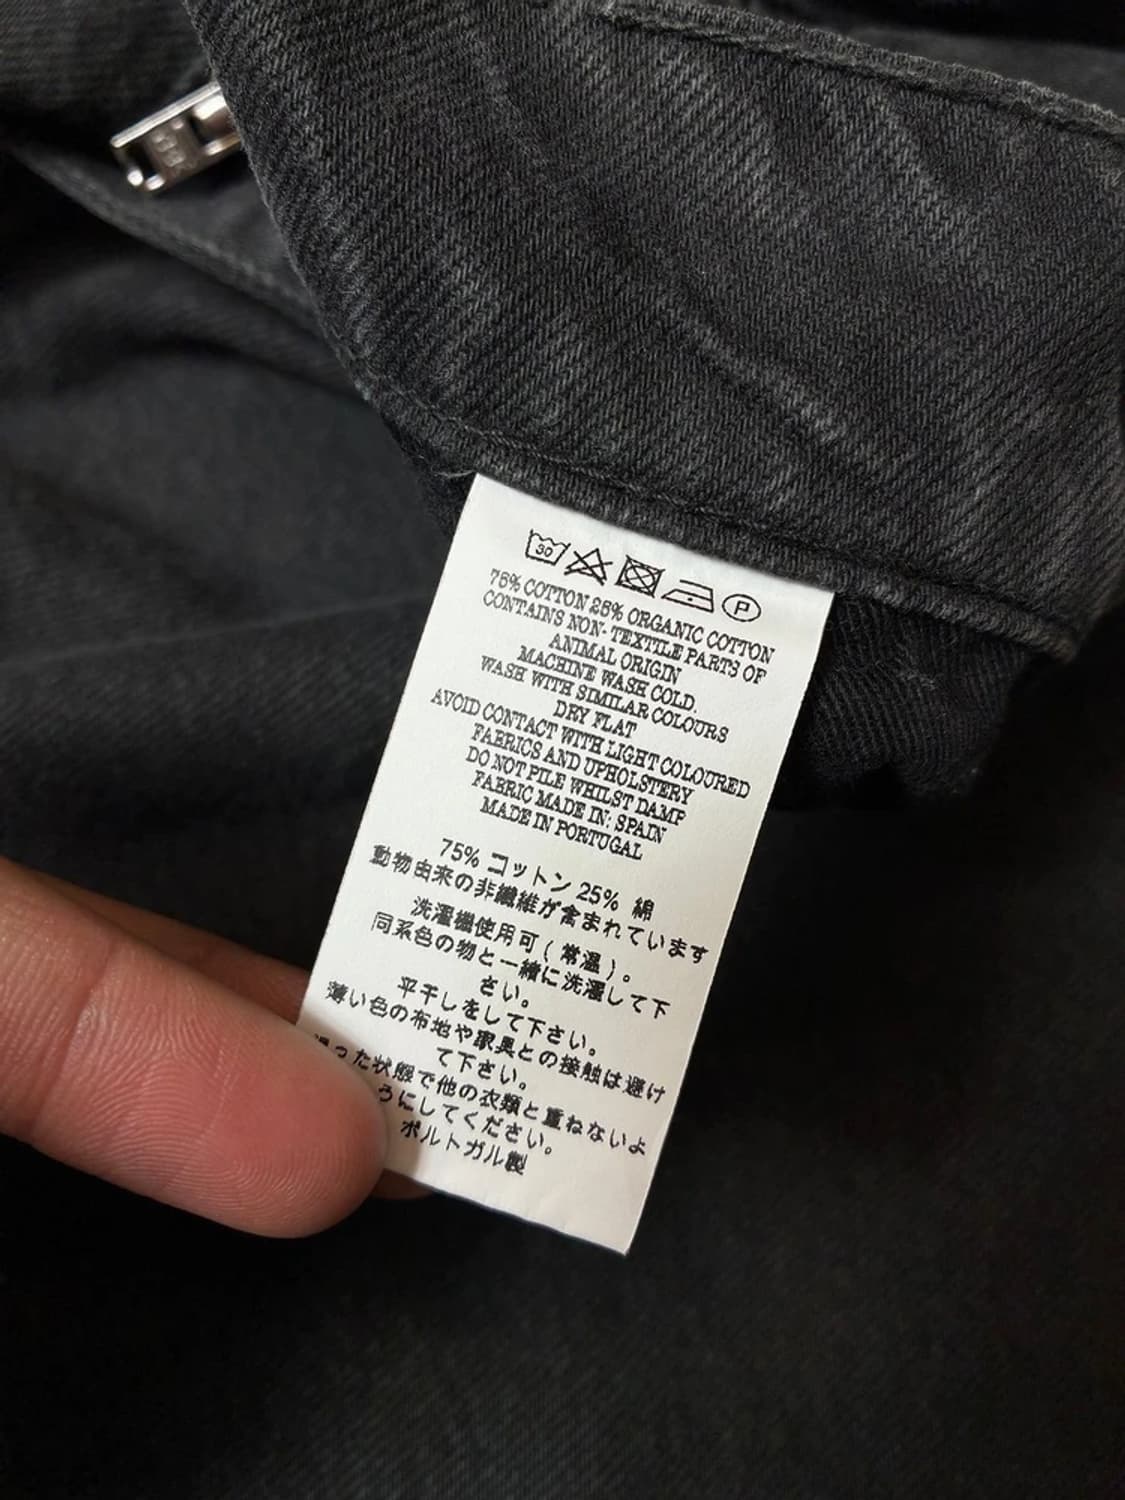 30
P
75% COTTON 25% ORGANIC COTTON
CONTAINS NON-TEXTILE PARTS OF
ANIMAL ORIGIN
MACHINE WASH COLD.
WASH WITH SIMILAR COLOURS
DRY FLAT
AVOID CONTACT WITH LIGHT COLOURED
FABRICS AND UPHOLSTERY
DO NOT PILE WHILST DAMP
FABRIC MADE IN: SPAIN
MADE IN PORTUGAL
75% コットン 25% 綿
動物由来の非繊維が含まれています
洗濯機使用可(常温)。
同系色の物と一緒に洗濯して下
さい。
平干しをして下さい。
薄い色の布地や家具との接触は避け
て下さい。
った状態で他の衣類と重ねないよ
うにしてください。
ポルトガル製